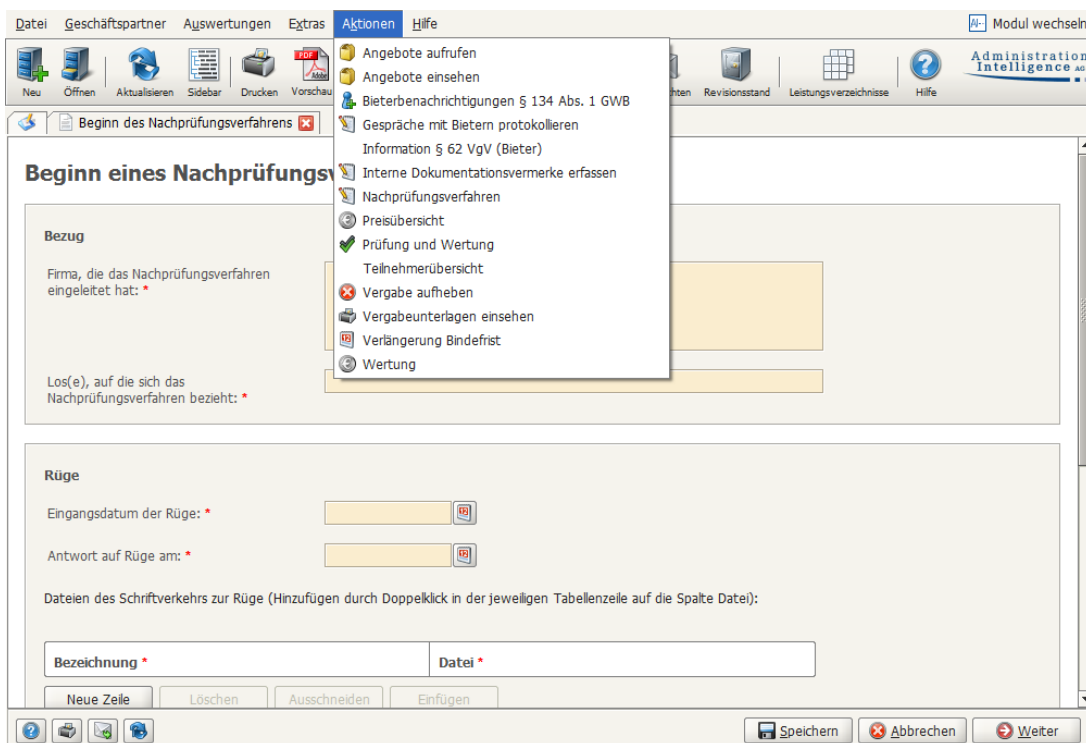 Datei Geschäftspartner Auswertungen Extras Aktionen Hilfe
AI-- Modul wechseln
Neu Öffnen Aktualisieren Sidebar Drucken Vorschau
PDF
Adobe
Revisionsstand Leistungsverzeichnisse Hilfe
Administration
Intelligence AG
Beginn des Nachprüfungsverfahrens
Angebote aufrufen
Angebote einsehen
Bieterbenachrichtigungen § 134 Abs. 1 GWB
Gespräche mit Bietern protokollieren
Information § 62 VgV (Bieter)
Interne Dokumentationsvermerke erfassen
Nachprüfungsverfahren
Preisübersicht
Prüfung und Wertung
Teilnehmerübersicht
Vergabe aufheben
Vergabeunterlagen einsehen
Verlängerung Bindefrist
Wertung
Beginn eines
Bezug
Firma, die das Nachprüfungsverfahren
eingeleitet hat: *
Los(e), auf die sich das
Nachprüfungsverfahren bezieht: *
Rüge
Eingangsdatum der Rüge: *
Antwort auf Rüge am: *
Dateien des Schriftverkehrs zur Rüge (Hinzufügen durch Doppelklick in der jeweiligen Tabellenzeile auf die Spalte Datei):
Bezeichnung * Datei *
Neue Zeile Löschen Ausschneiden Einfügen
Speichern Abbrechen Weiter